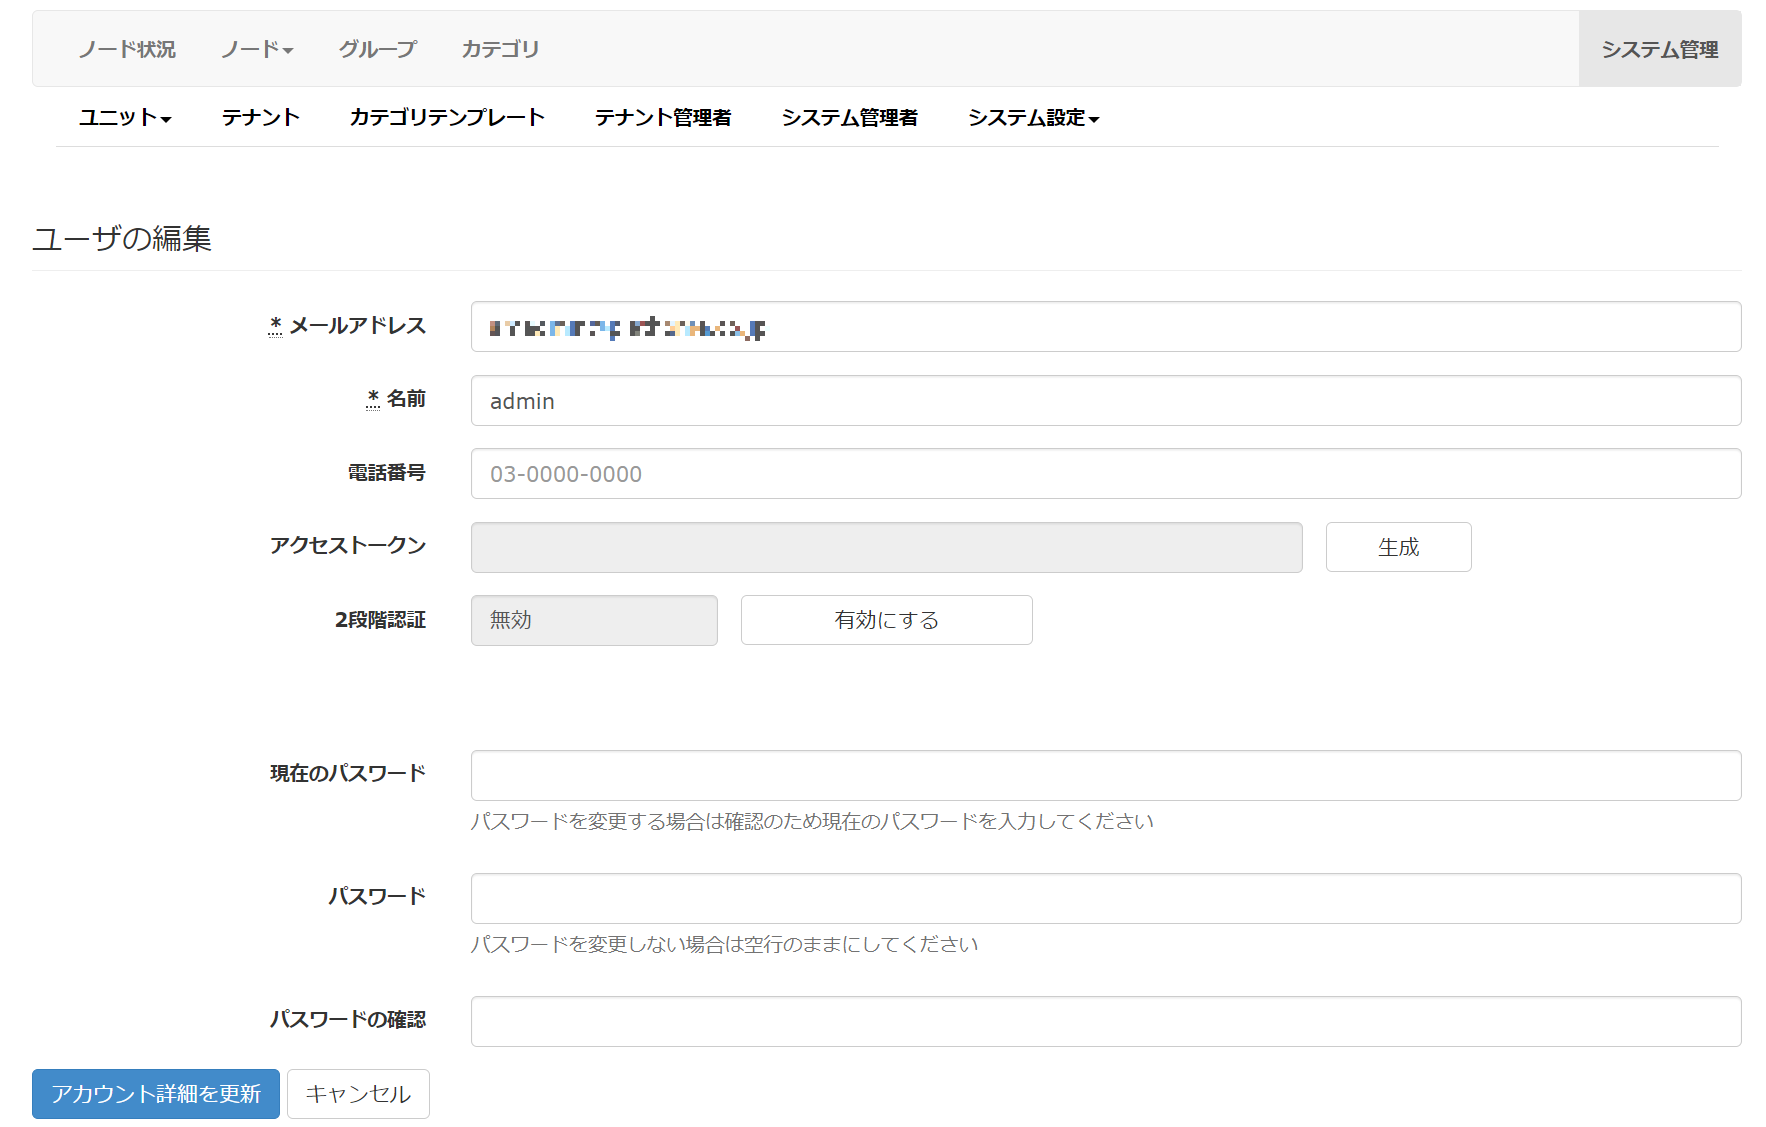 ノード状況 ノード グループ カテゴリ システム管理
ユニット テナント カテゴリテンプレート テナント管理者 システム管理者 システム設定
ユーザの編集
* メールアドレス
* 名前 admin
電話番号 03-0000-0000
アクセストークン 生成
2段階認証 無効 有効にする
現在のパスワード
パスワードを変更する場合は確認のため現在のパスワードを入力してください
パスワード
パスワードを変更しない場合は空行のままにしてください
パスワードの確認
アカウント詳細を更新 キャンセル